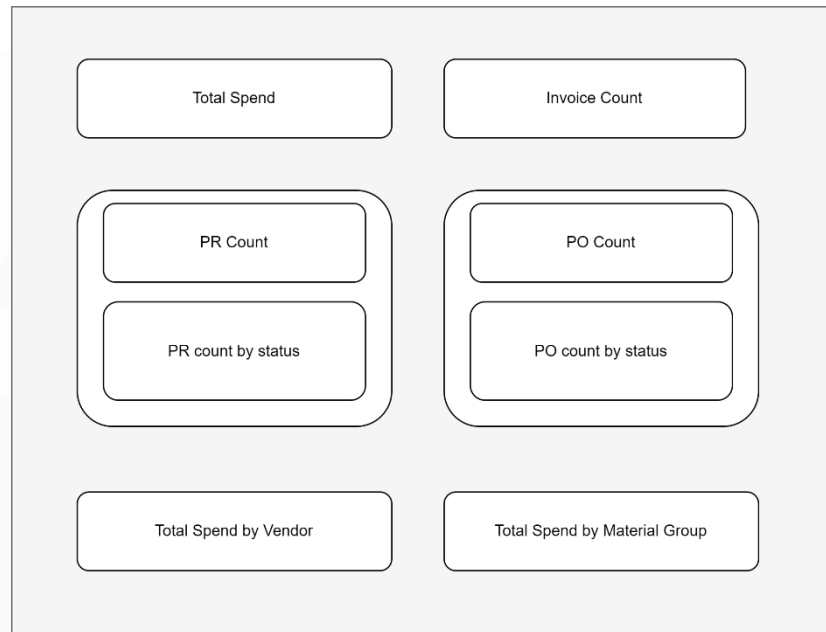 Total Spend
Invoice Count
PR Count
PO Count
PR count by status
PO count by status
Total Spend by Vendor
Total Spend by Material Group